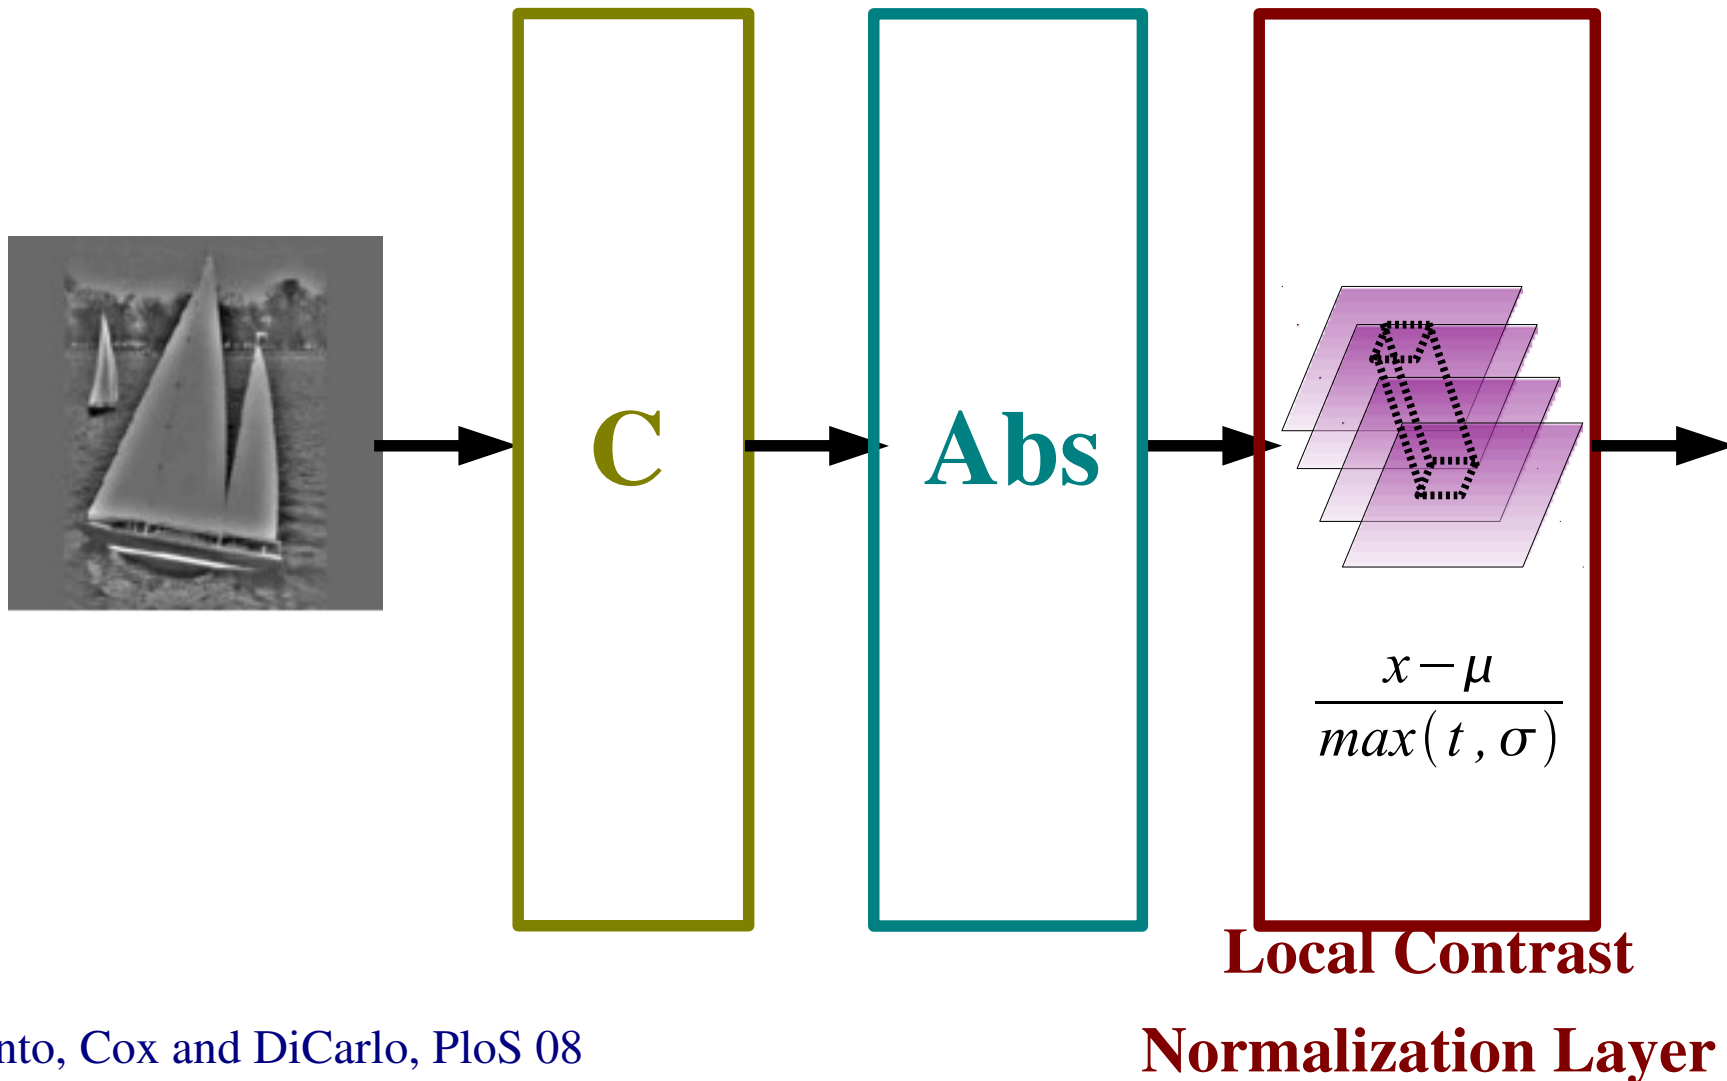 C
Abs
x−μ
max(t,σ)
Local Contrast
Normalization Layer
nto, Cox and DiCarlo, PloS 08